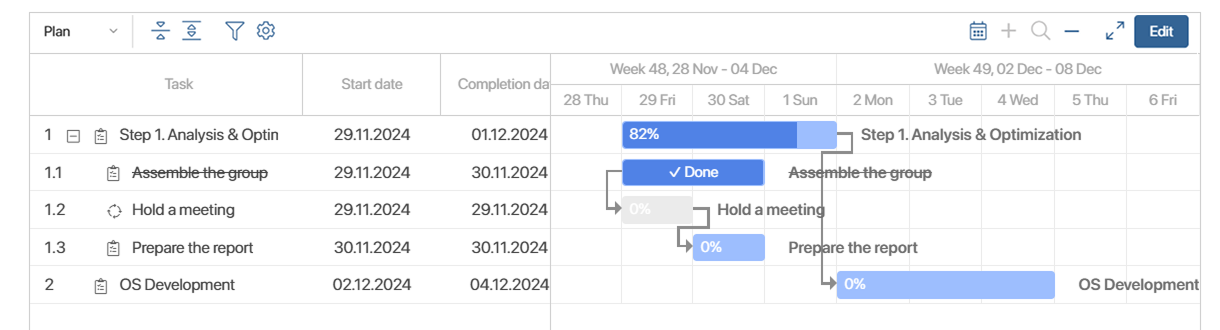 Plan
Edit
Task Start date Completion da
Week 48, 28 Nov - 04 Dec Week 49, 02 Dec - 08 Dec
28 Thu 29 Fri 30 Sat 1 Sun 2 Mon 3 Tue 4 Wed 5 Thu 6 Fri
1 Step 1. Analysis & Optin 29.11.2024 01.12.2024 82% Step 1. Analysis & Optimization
1.1 Assemble the group 29.11.2024 30.11.2024 ✓ Done Assemble the group
1.2 Hold a meeting 29.11.2024 29.11.2024 0% Hold a meeting
1.3 Prepare the report 30.11.2024 30.11.2024 0% Prepare the report
2 OS Development 02.12.2024 04.12.2024 0% OS Development